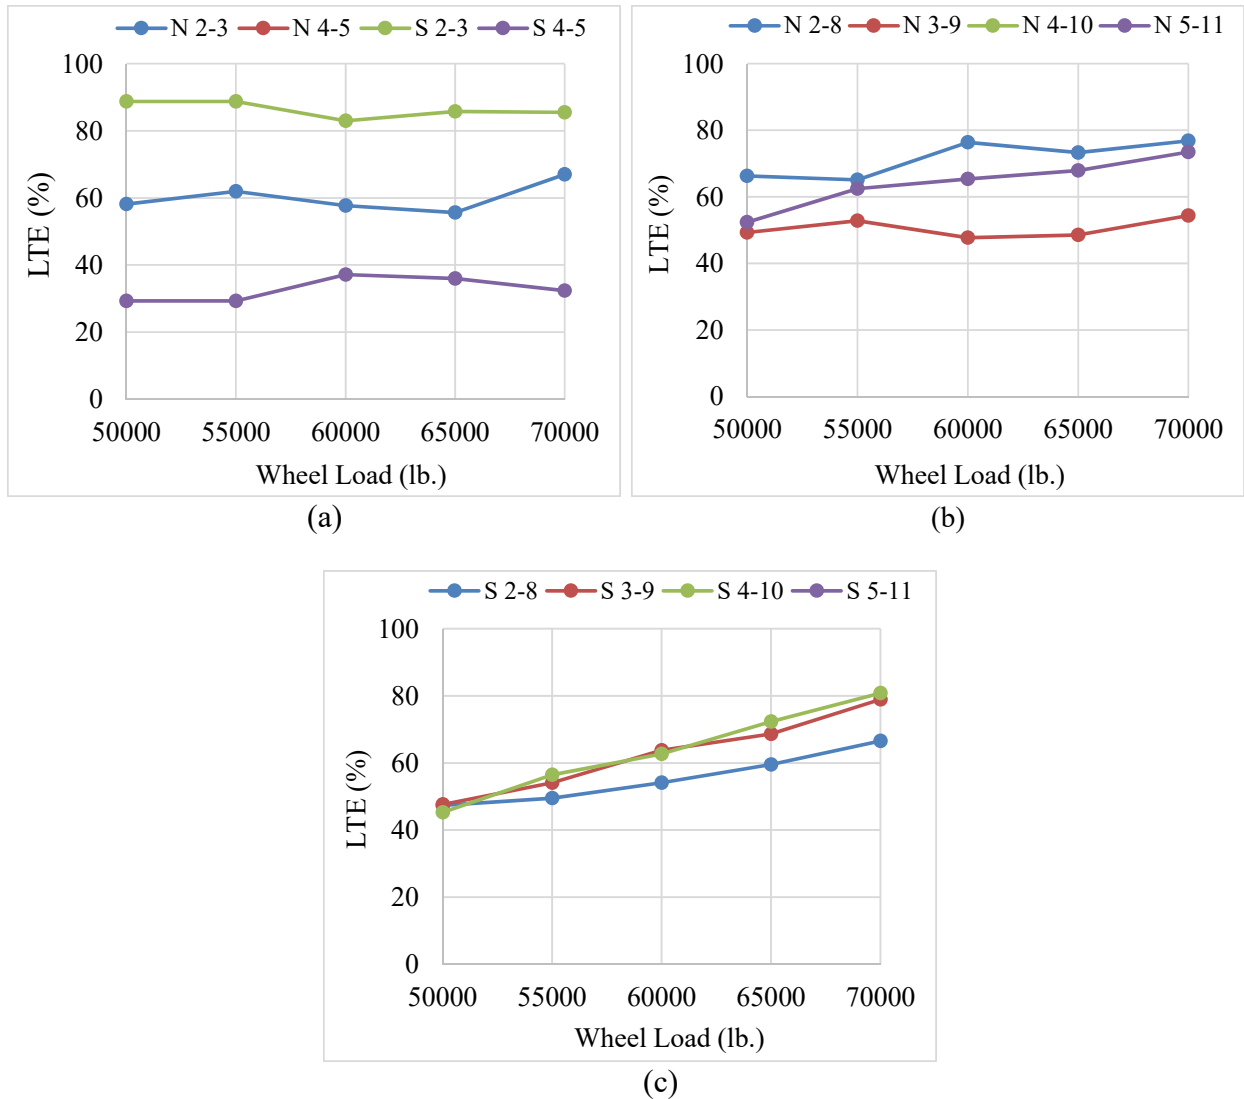 N 2-3 N 4-5 S 2-3 S 4-5
100
80
60
40
20
0
LTE (%)
50000 55000 60000 65000 70000
Wheel Load (lb.)
(a)
N 2-8 N 3-9 N 4-10 N 5-11
100
80
60
40
20
0
LTE (%)
50000 55000 60000 65000 70000
Wheel Load (lb.)
(b)
S 2-8 S 3-9 S 4-10 S 5-11
100
80
60
40
20
0
LTE (%)
50000 55000 60000 65000 70000
Wheel Load (lb.)
(c)